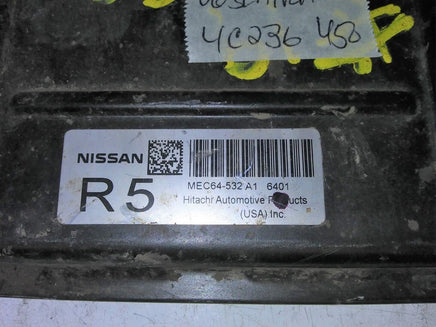 4C236 450
NISSAN
R5
MEC64-532 A1 6401
Hitachi Automotive Products
(USA).Inc.